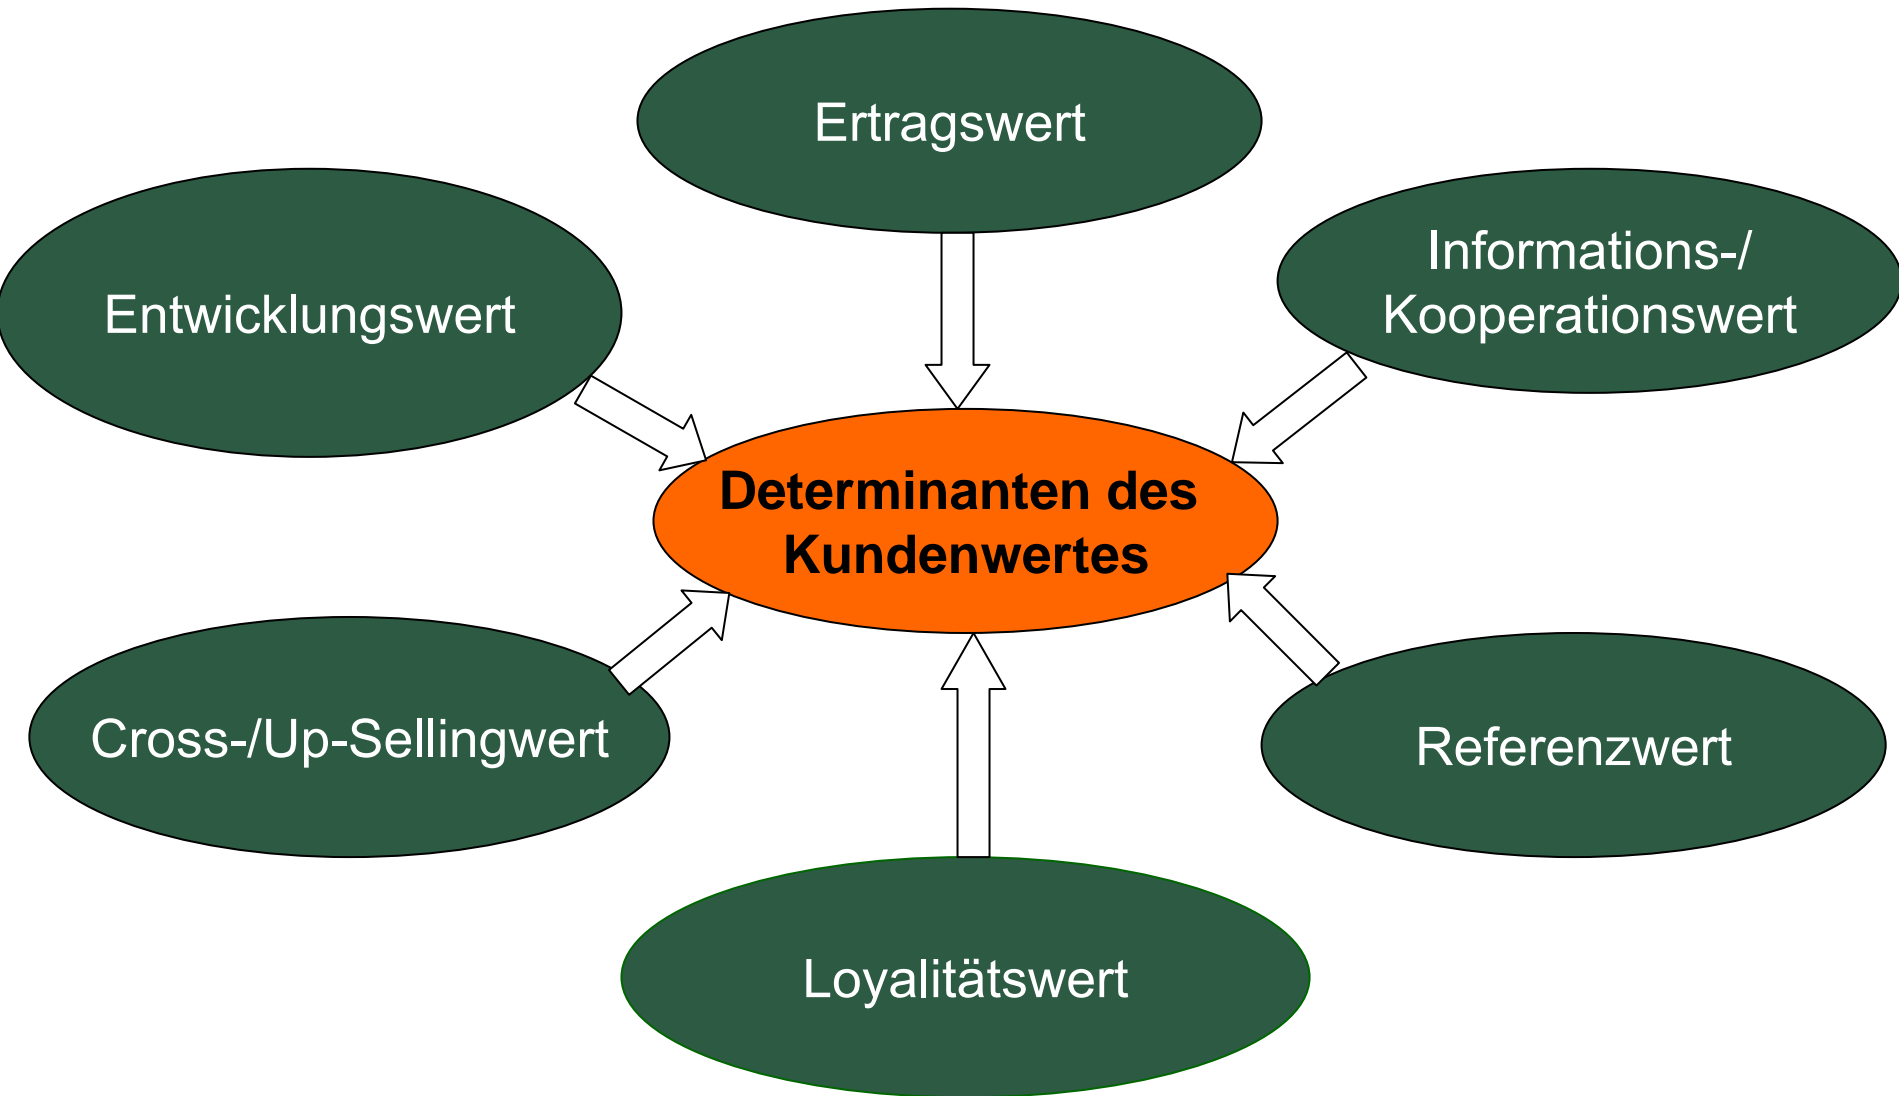 Ertragswert
Entwicklungswert
Informations-/
Kooperationswert
Determinanten des
Kundenwertes
Cross-/Up-Sellingwert
Referenzwert
Loyalitätswert